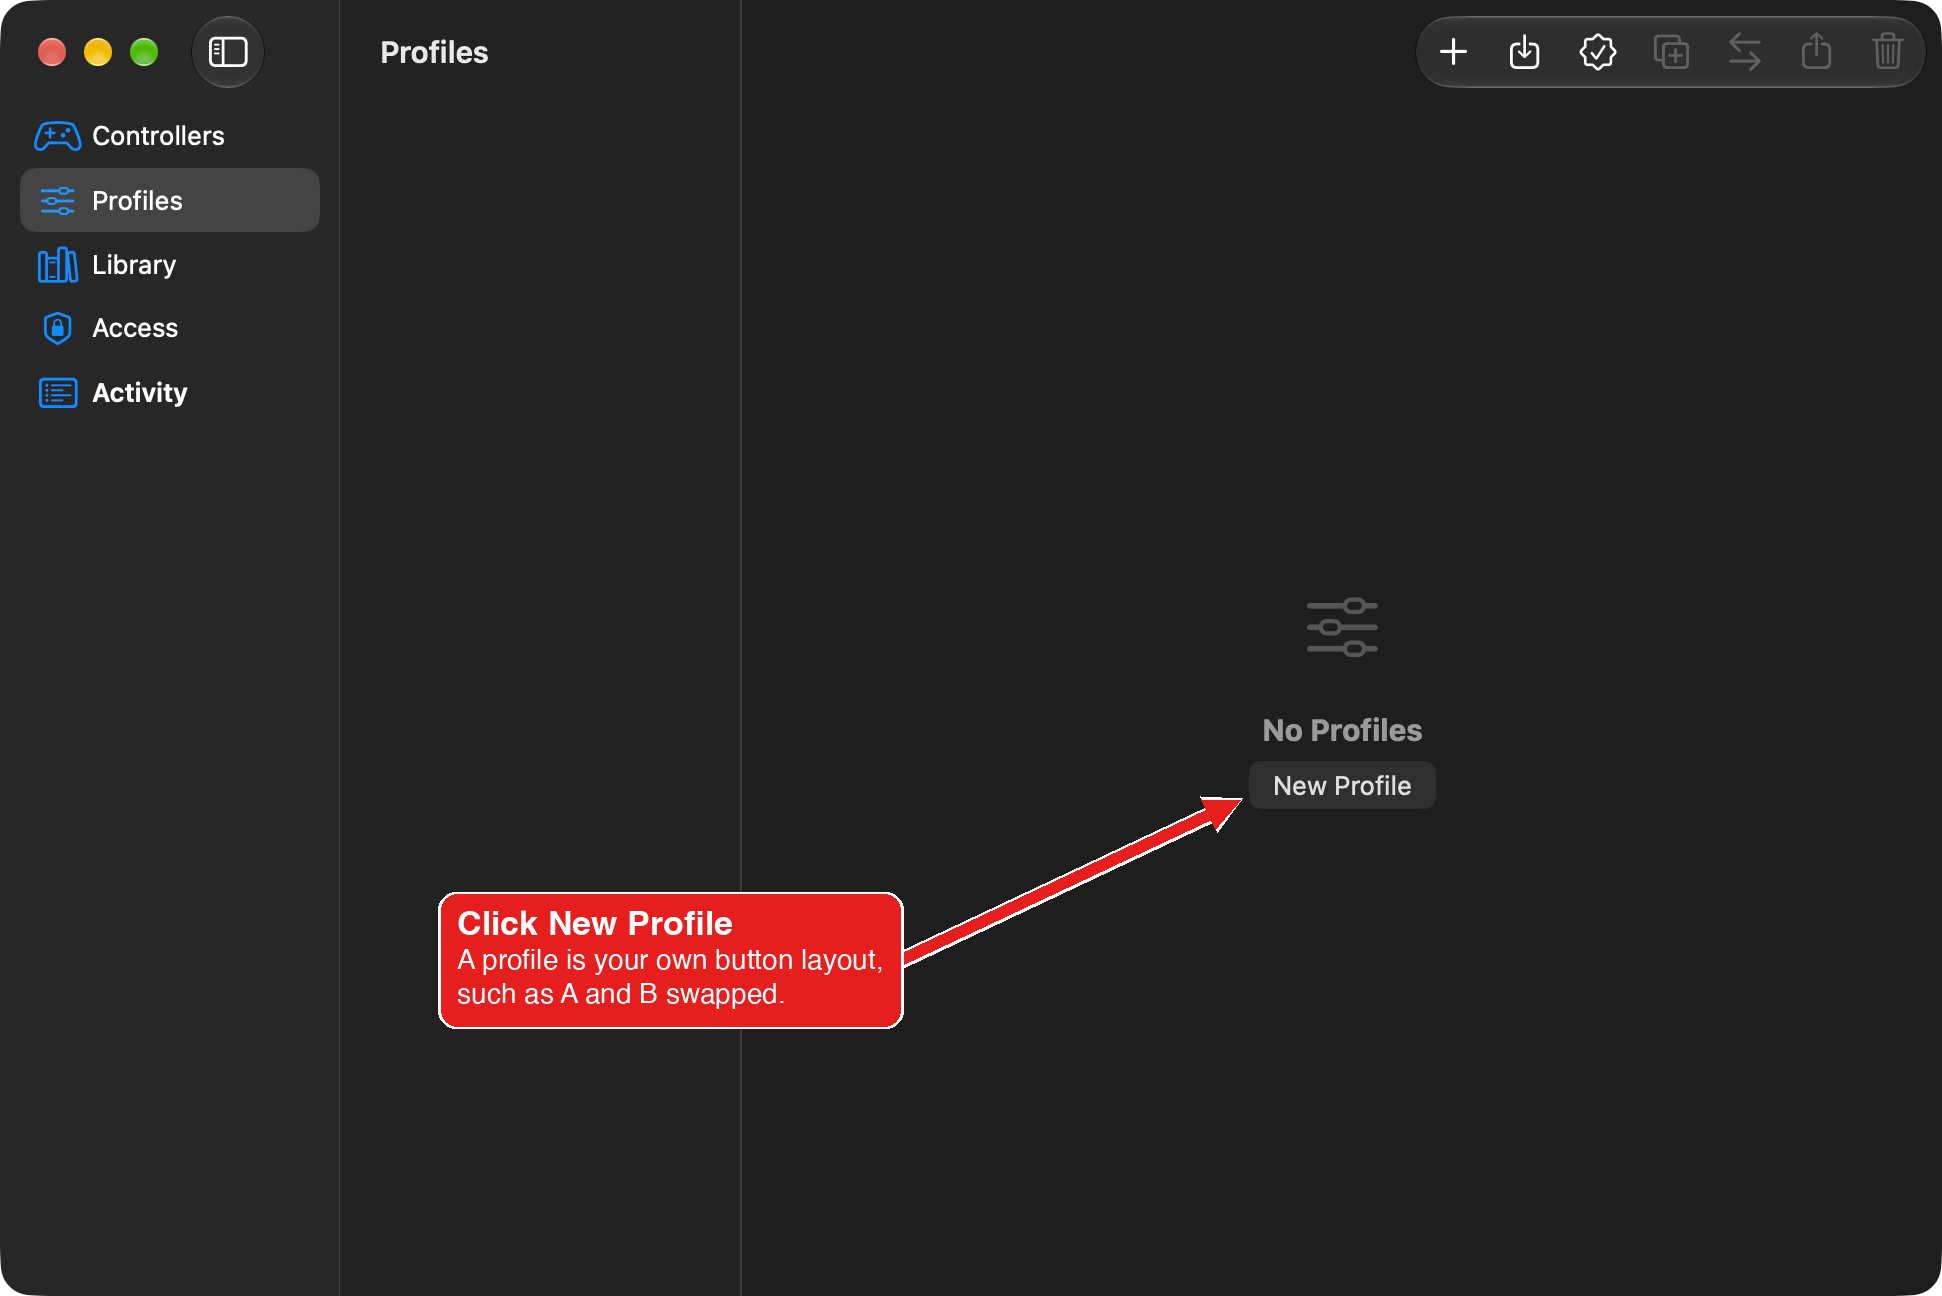 Profiles
Controllers
Profiles
Library
Access
Activity
No Profiles
New Profile
Click New Profile
A profile is your own button layout,
such as A and B swapped.